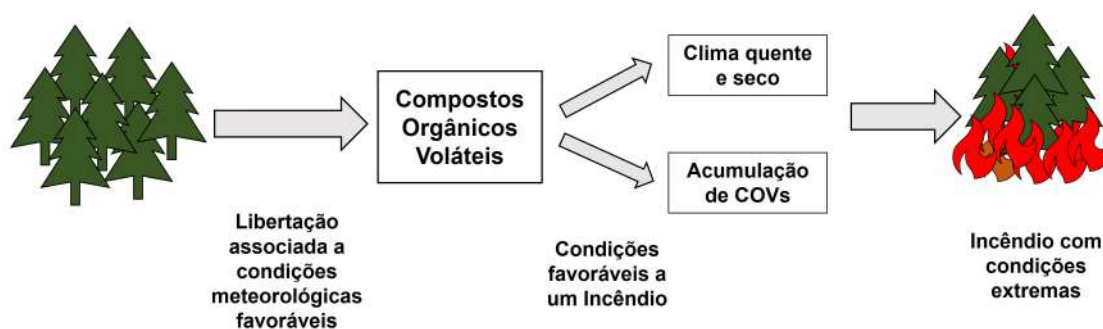 Compostos
Orgânicos
Voláteis
Clima quente
e seco
Acumulação
de COVs
Libertação
associada a
condições
meteorológicas
favoráveis
Condições
favoráveis a
um Incêndio
Incêndio com
condições
extremas